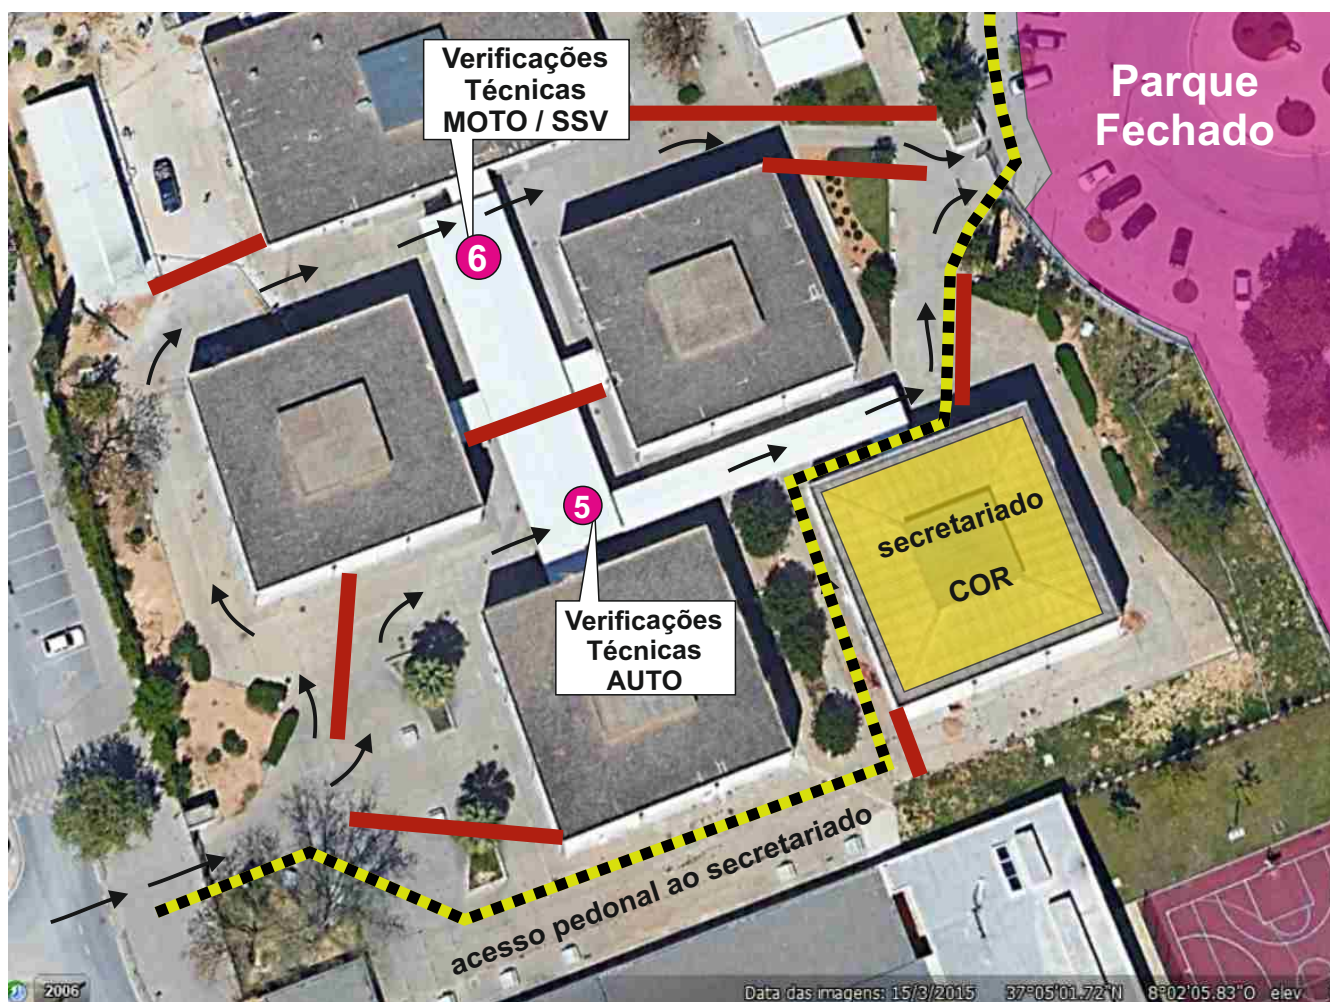 Verificações
Técnicas
MOTO / SSV
Parque
Fechado
6
5
secretariado
COR
Verificações
Técnicas
AUTO
acesso pedonal ao secretariado
2006
Data das imagens: 15/3/2015 37°05'01.72"N 8°02'05.83"O elev